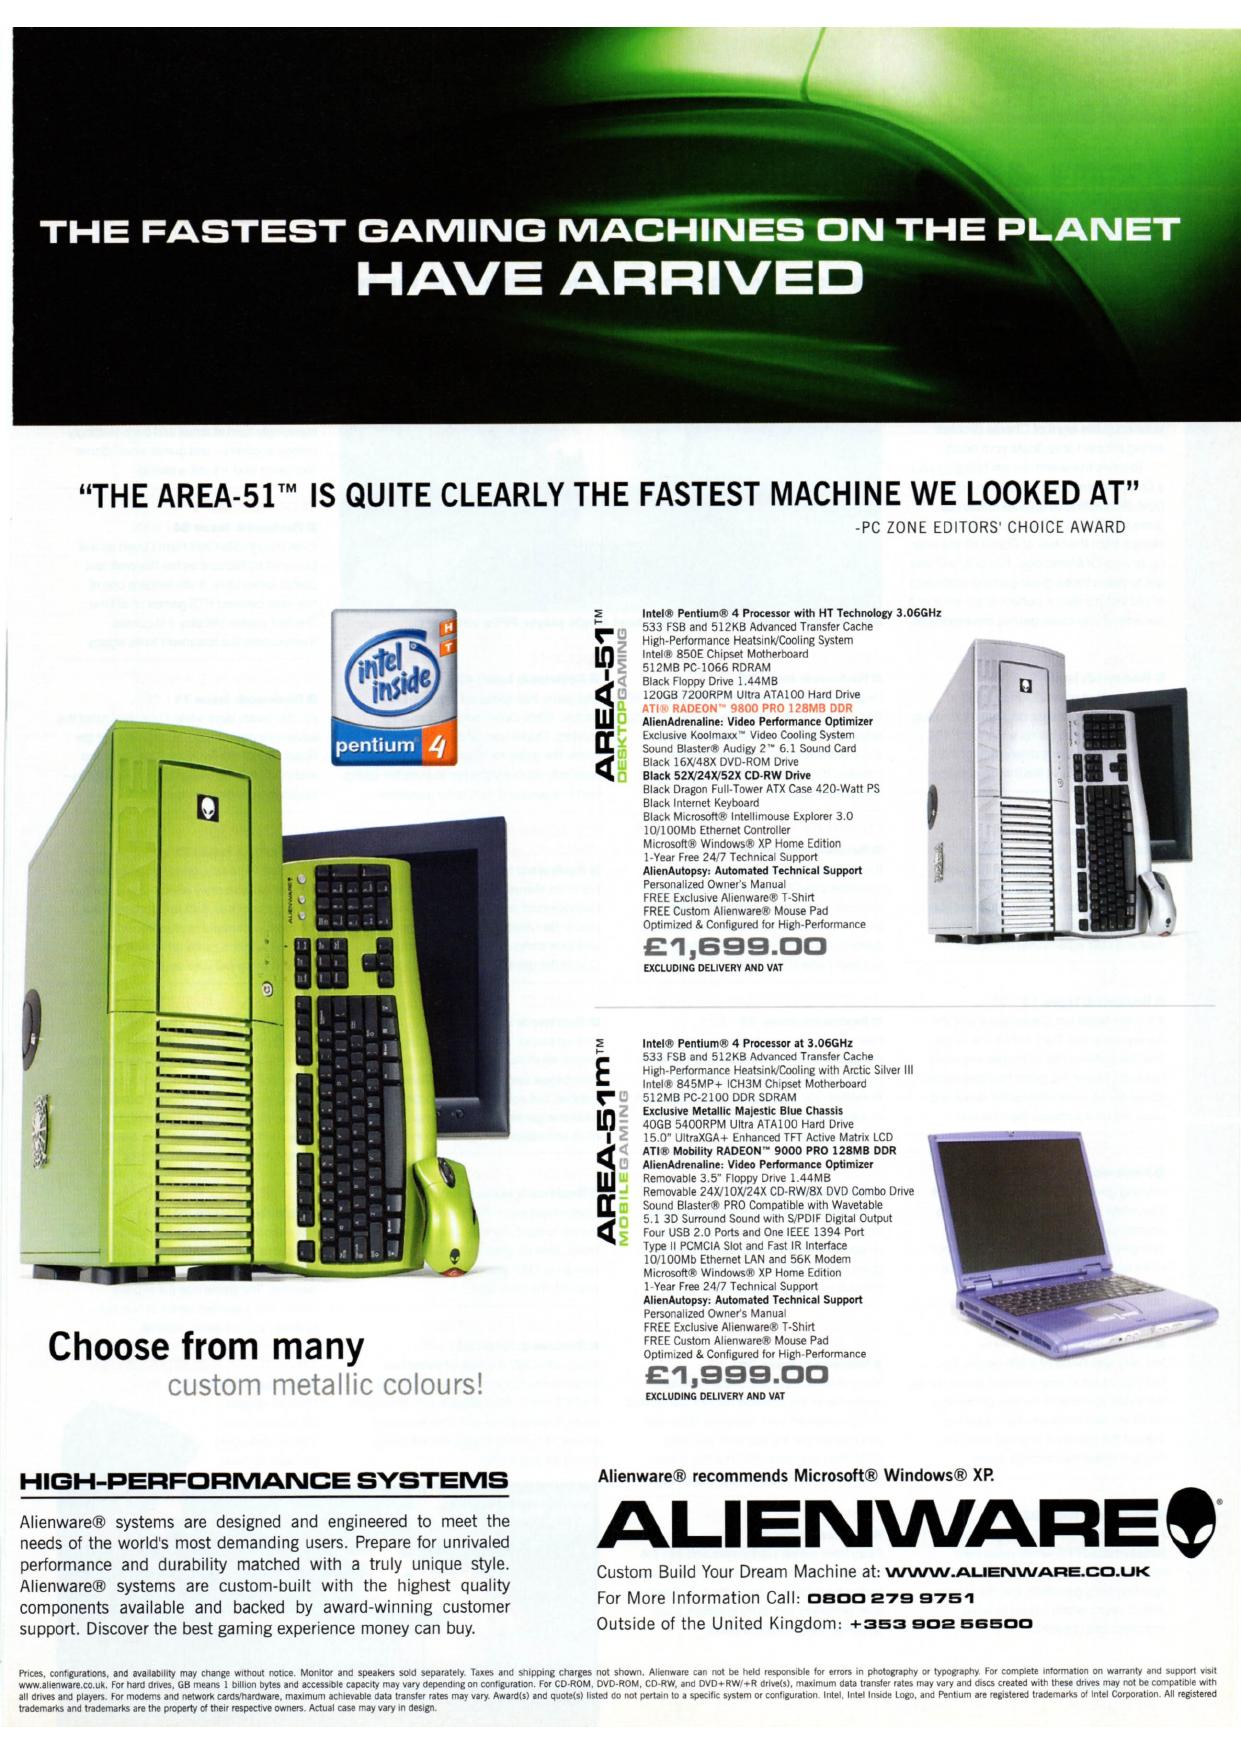 THE FASTEST GAMING MACHINES ON THE PLANET
HAVE ARRIVED
“THE AREA-51™ IS QUITE CLEARLY THE FASTEST MACHINE WE LOOKED AT”
-PC ZONE EDITORS' CHOICE AWARD
intel
inside
HT
pentium® 4
ALIENWARE
ALIENWARE
Choose from many
custom metallic colours!
AREA-51™
DESKTOPGAMING
Intel® Pentium® 4 Processor with HT Technology 3.06GHz
533 FSB and 512KB Advanced Transfer Cache
High-Performance Heatsink/Cooling System
Intel® 850E Chipset Motherboard
512MB PC-1066 RDRAM
Black Floppy Drive 1.44MB
120GB 7200RPM Ultra ATA100 Hard Drive
ATI® RADEON™ 9800 PRO 128MB DDR
AlienAdrenaline: Video Performance Optimizer
Exclusive Koolmaxx™ Video Cooling System
Sound Blaster® Audigy 2™ 6.1 Sound Card
Black 16X/48X DVD-ROM Drive
Black 52X/24X/52X CD-RW Drive
Black Dragon Full-Tower ATX Case 420-Watt PS
Black Internet Keyboard
Black Microsoft® Intellimouse Explorer 3.0
10/100Mb Ethernet Controller
Microsoft® Windows® XP Home Edition
1-Year Free 24/7 Technical Support
AlienAutopsy: Automated Technical Support
Personalized Owner's Manual
FREE Exclusive Alienware® T-Shirt
FREE Custom Alienware® Mouse Pad
Optimized & Configured for High-Performance
£1,699.00
EXCLUDING DELIVERY AND VAT
ALIENWARE
AREA-51m™
MOBILEGAMING
Intel® Pentium® 4 Processor at 3.06GHz
533 FSB and 512KB Advanced Transfer Cache
High-Performance Heatsink/Cooling with Arctic Silver III
Intel® 845MP+ ICH3M Chipset Motherboard
512MB PC-2100 DDR SDRAM
Exclusive Metallic Majestic Blue Chassis
40GB 5400RPM Ultra ATA100 Hard Drive
15.0" UltraXGA+ Enhanced TFT Active Matrix LCD
ATI® Mobility RADEON™ 9000 PRO 128MB DDR
AlienAdrenaline: Video Performance Optimizer
Removable 3.5" Floppy Drive 1.44MB
Removable 24X/10X/24X CD-RW/8X DVD Combo Drive
Sound Blaster® PRO Compatible with Wavetable
5.1 3D Surround Sound with S/PDIF Digital Output
Four USB 2.0 Ports and One IEEE 1394 Port
Type II PCMCIA Slot and Fast IR Interface
10/100Mb Ethernet LAN and 56K Modem
Microsoft® Windows® XP Home Edition
1-Year Free 24/7 Technical Support
AlienAutopsy: Automated Technical Support
Personalized Owner's Manual
FREE Exclusive Alienware® T-Shirt
FREE Custom Alienware® Mouse Pad
Optimized & Configured for High-Performance
£1,999.00
EXCLUDING DELIVERY AND VAT
HIGH-PERFORMANCE SYSTEMS
Alienware® systems are designed and engineered to meet the
needs of the world's most demanding users. Prepare for unrivaled
performance and durability matched with a truly unique style.
Alienware® systems are custom-built with the highest quality
components available and backed by award-winning customer
support. Discover the best gaming experience money can buy.
Alienware® recommends Microsoft® Windows® XP.
ALIENWARE®
Custom Build Your Dream Machine at: WWW.ALIENWARE.CO.UK
For More Information Call: 0800 279 9751
Outside of the United Kingdom: +353 902 56500
Prices, configurations, and availability may change without notice. Monitor and speakers sold separately. Taxes and shipping charges not shown. Alienware can not be held responsible for errors in photography or typography. For complete information on warranty and support visit
www.alienware.co.uk. For hard drives, GB means 1 billion bytes and accessible capacity may vary depending on configuration. For CD-ROM, DVD-ROM, CD-RW, and DVD+RW/+R drive(s), maximum data transfer rates may vary and discs created with these drives may not be compatible with
all drives and players. For modems and network cards/hardware, maximum achievable data transfer rates may vary. Award(s) and quote(s) listed do not pertain to a specific system or configuration. Intel, Intel Inside Logo, and Pentium are registered trademarks of Intel Corporation. All registered
trademarks and trademarks are the property of their respective owners. Actual case may vary in design.